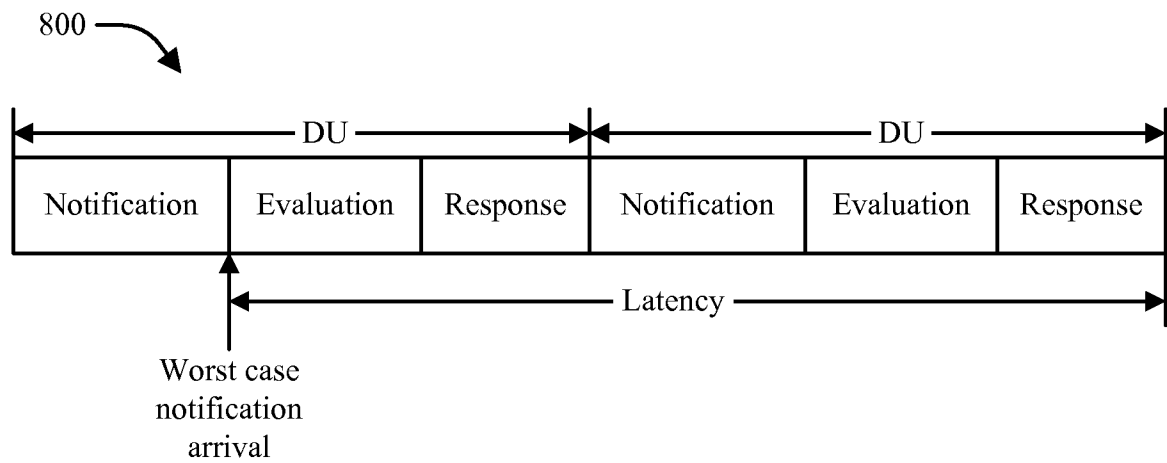 800
DU DU
Notification Evaluation Response Notification Evaluation Response
Latency
Worst case
notification
arrival